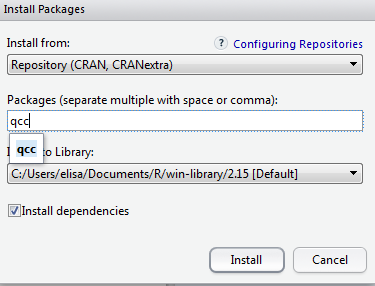 Install Packages
Install from:
? Configuring Repositories
Repository (CRAN, CRANextra)
Packages (separate multiple with space or comma):
qcc
qcc
to Library:
C:/Users/elisa/Documents/R/win-library/2.15 [Default]
Install dependencies
Install
Cancel